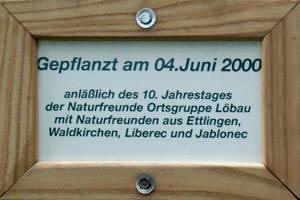 Gepflanzt am 04.Juni 2000
anläßlich des 10. Jahrestages
der Naturfreunde Ortsgruppe Löbau
mit Naturfreunden aus Ettlingen,
Waldkirchen, Liberec und Jablonec